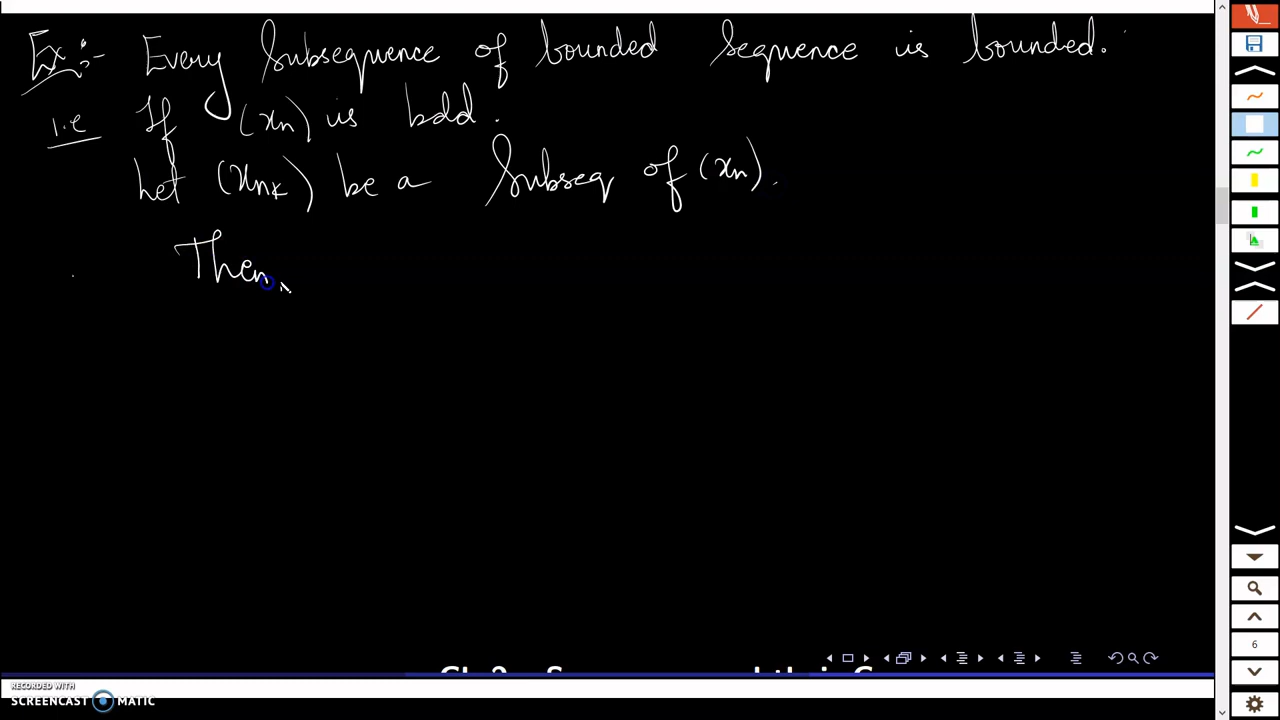 Ex :- Every Subsequence of bounded Sequence is bounded.
i.e If (xn) is bdd.
Let (xnk) be a Subseq of (xn).
Then
6
RECORDED WITH
SCREENCAST MATIC